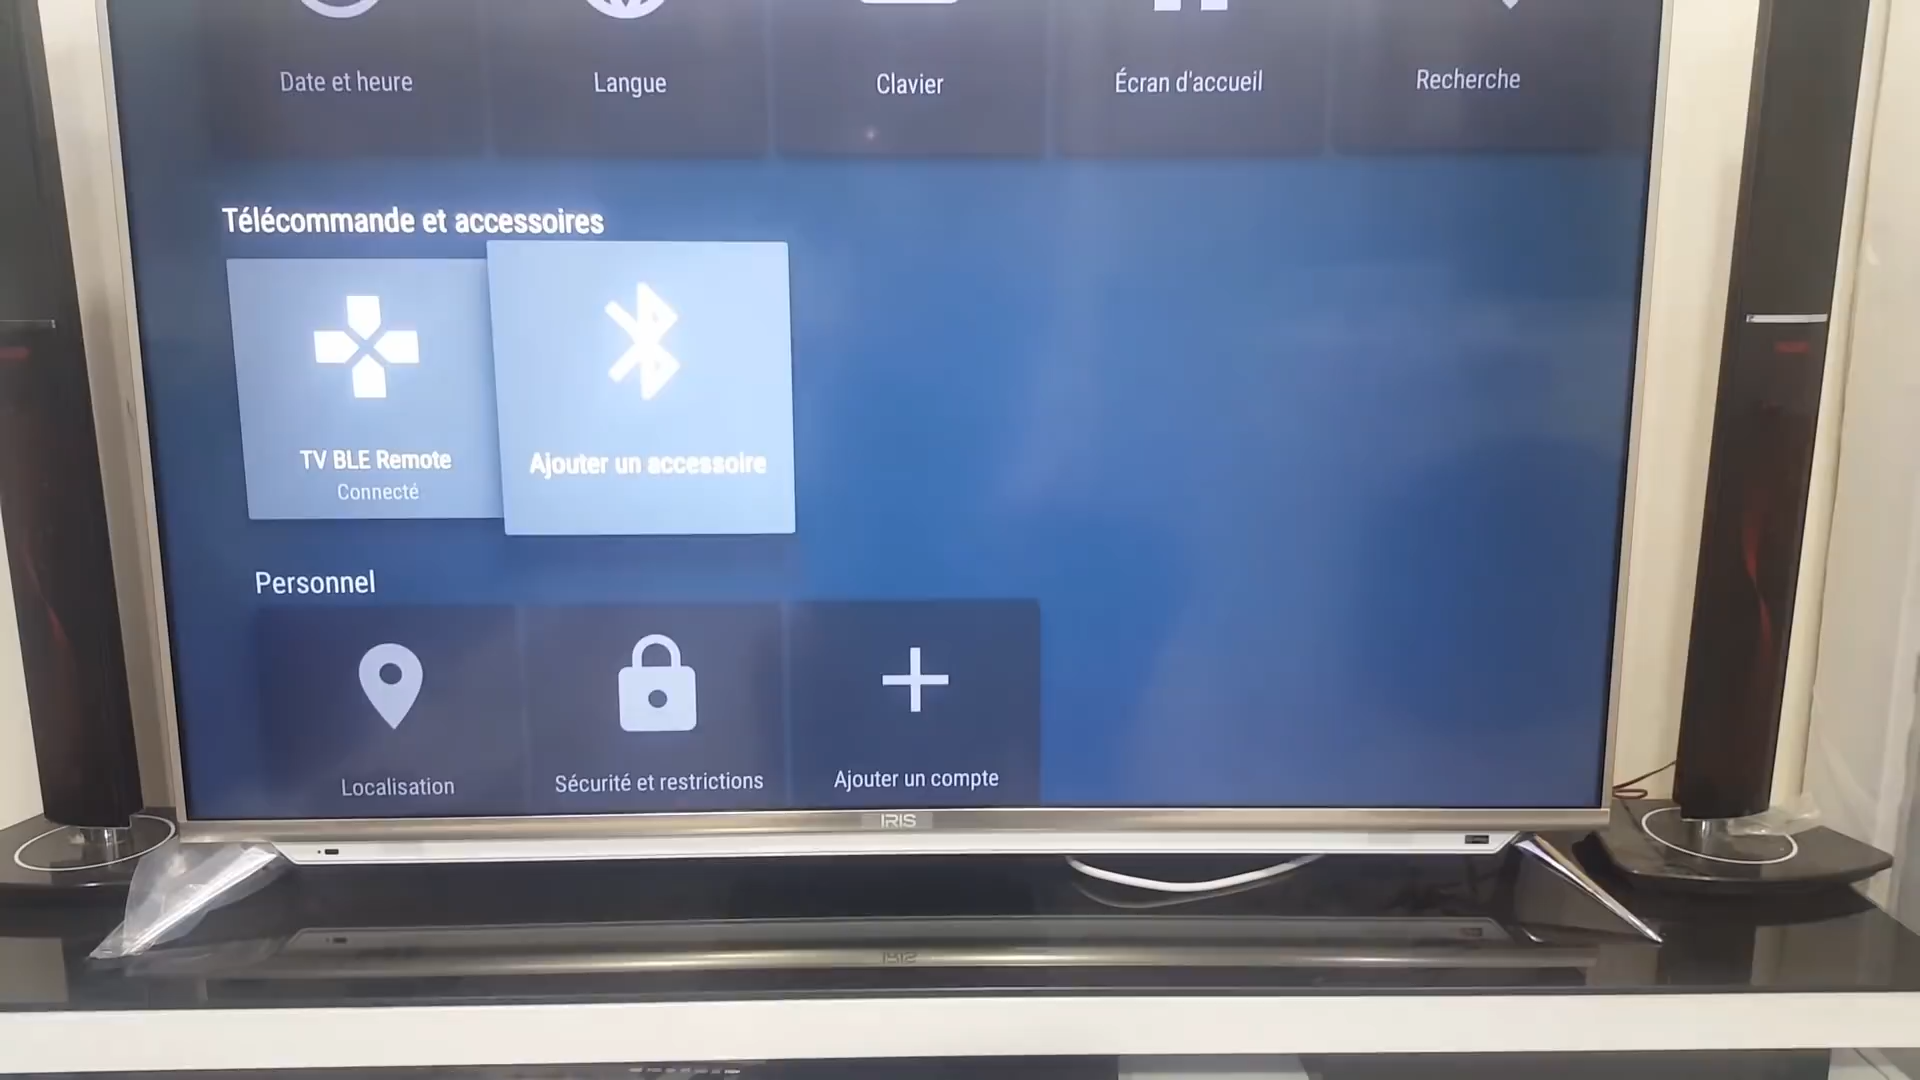 Date et heure
Langue
Clavier
Écran d'accueil
Recherche
Télécommande et accessoires
TV BLE Remote
Connecté
Ajouter un accessoire
Personnel
Localisation
Sécurité et restrictions
Ajouter un compte
IRIS